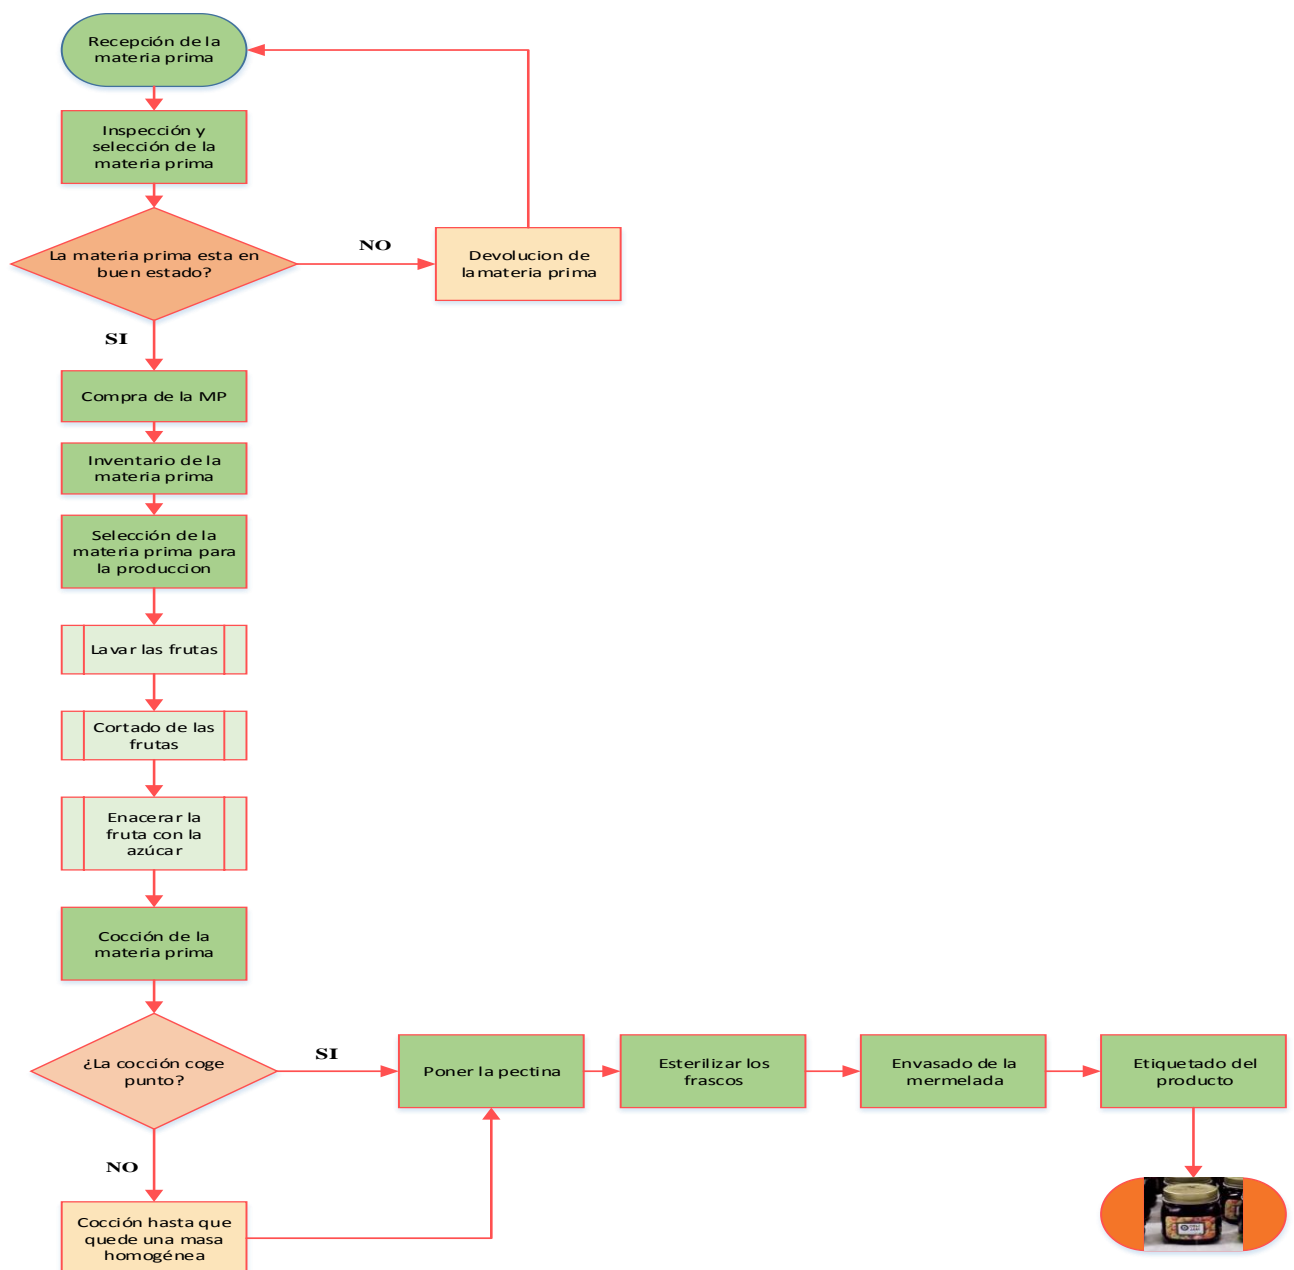 Recepción de la
materia prima
Inspección y
selección de la
materia prima
La materia prima esta en
buen estado?
NO
Devolucion de
la materia prima
SI
Compra de la MP
Inventario de la
materia prima
Selección de la
materia prima para
la produccion
Lavar las frutas
Cortado de las
frutas
Enacerar la
fruta con la
azúcar
Cocción de la
materia prima
¿La cocción coge
punto?
SI
Poner la pectina
Esterilizar los
frascos
Envasado de la
mermelada
Etiquetado del
producto
NO
Cocción hasta que
quede una masa
homogénea